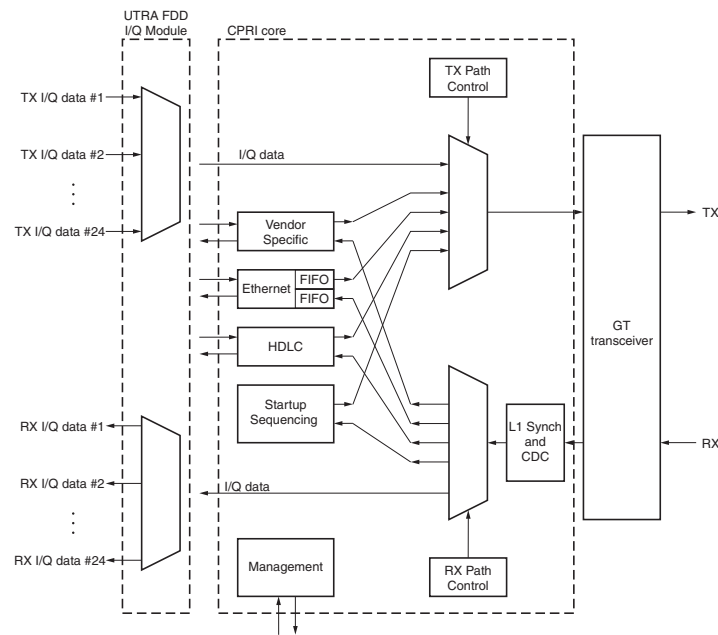 UTRA FDD
I/Q Module
CPRI core
TX Path
Control
TX I/Q data #1
TX I/Q data #2
TX I/Q data #24
I/Q data
Vendor
Specific
Ethernet
FIFO
FIFO
HDLC
Startup
Sequencing
TX
GT
transceiver
RX
L1 Synch
and
CDC
RX I/Q data #1
RX I/Q data #2
RX I/Q data #24
I/Q data
Management
RX Path
Control